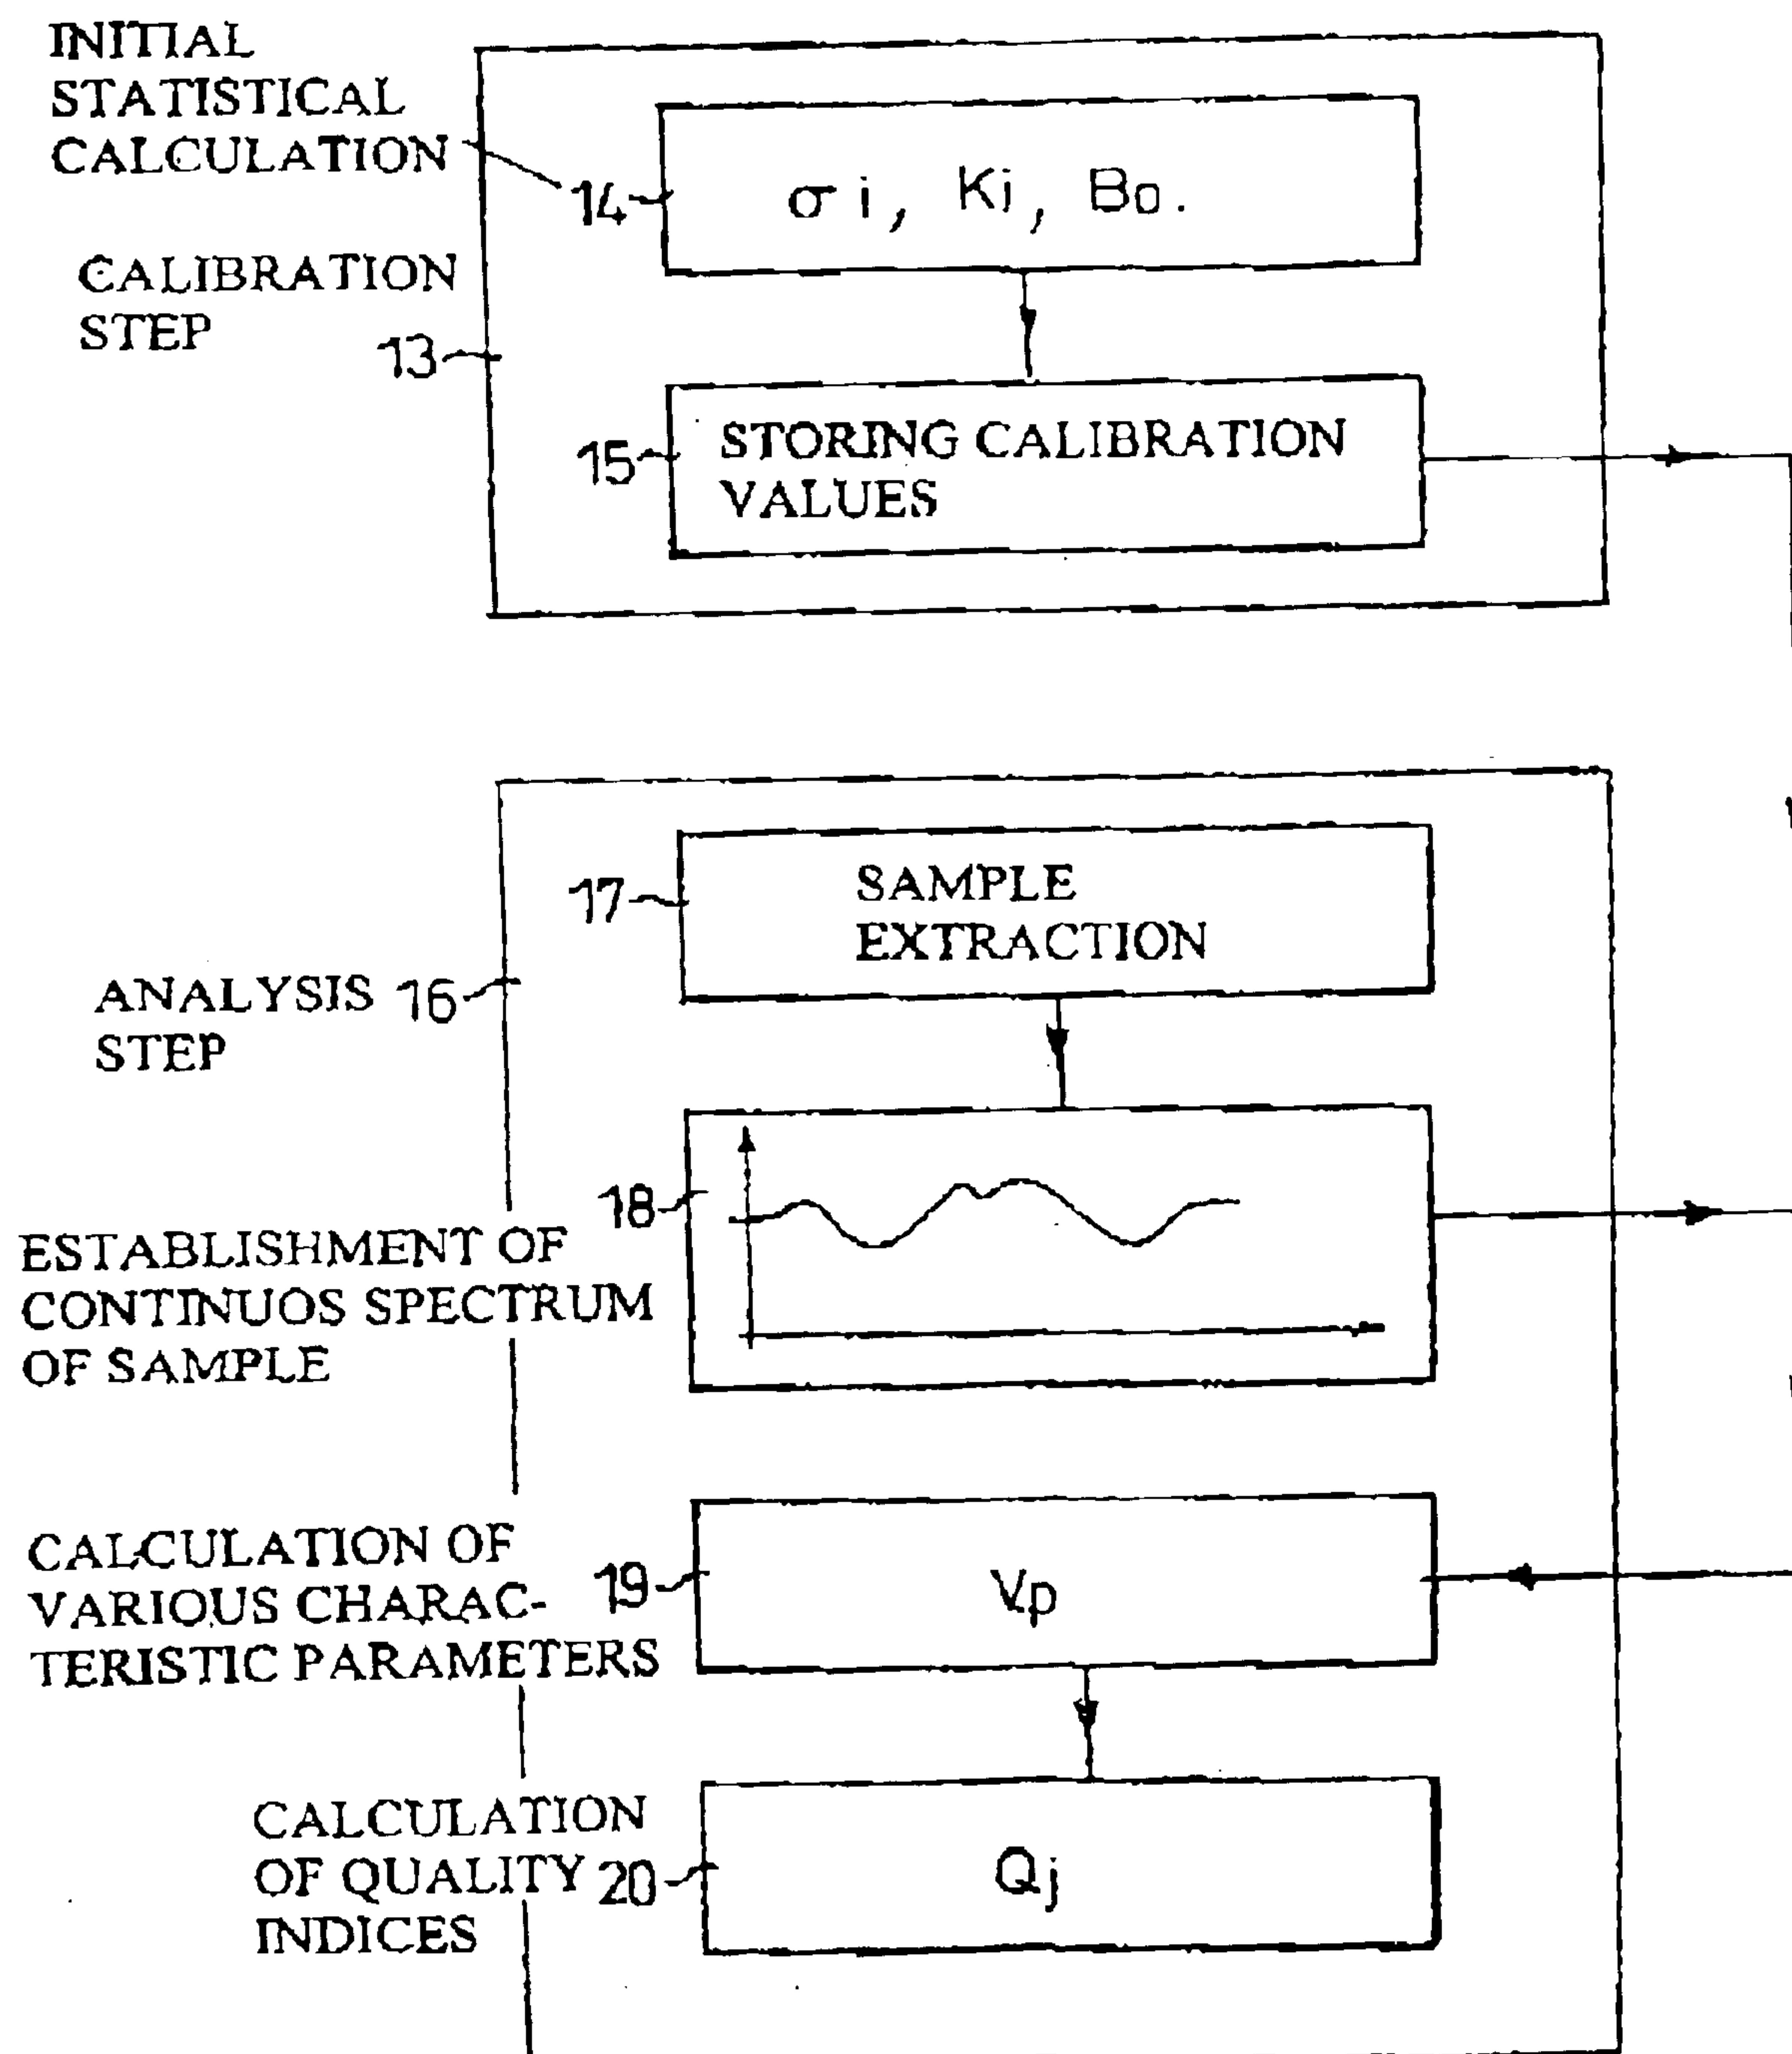 INITIAL
STATISTICAL
CALCULATION
14
σi, Kj, Bo.
CALIBRATION
STEP
13
15
STORING CALIBRATION
VALUES
17
SAMPLE
EXTRACTION
ANALYSIS
STEP
16
18
ESTABLISHMENT OF
CONTINUOS SPECTRUM
OF SAMPLE
CALCULATION OF
VARIOUS CHARAC-
TERISTIC PARAMETERS
19
Vp
CALCULATION
OF QUALITY
INDICES
20
Qj